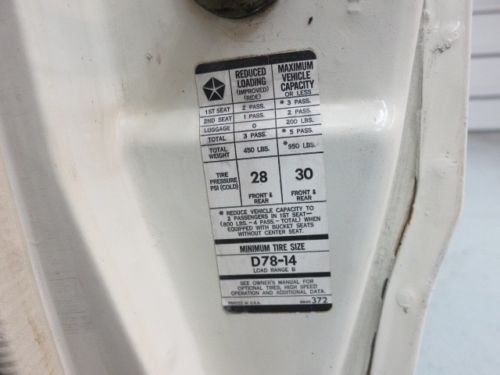 REDUCED LOADING (IMPROVED) (RIDE)
MAXIMUM VEHICLE CAPACITY OR LESS
1ST SEAT 2 PASS. * 3 PASS.
2ND SEAT 1 PASS. 2 PASS.
LUGGAGE 0 200 LBS.
TOTAL 3 PASS. * 5 PASS.
TOTAL WEIGHT 450 LBS. *950 LBS.
TIRE PRESSURE PSI (COLD) 28 FRONT & REAR 30 FRONT & REAR
* REDUCE VEHICLE CAPACITY TO
2 PASSENGERS IN 1ST SEAT—
(800 LBS.-4 PASS.-TOTAL) WHEN
EQUIPPED WITH BUCKET SEATS
WITHOUT CENTER SEAT.
MINIMUM TIRE SIZE
D78-14
LOAD RANGE B
SEE OWNER'S MANUAL FOR
OPTIONAL TIRES, HIGH SPEED
OPERATION AND ADDITIONAL DATA.
PRINTED IN U.S.A. 372